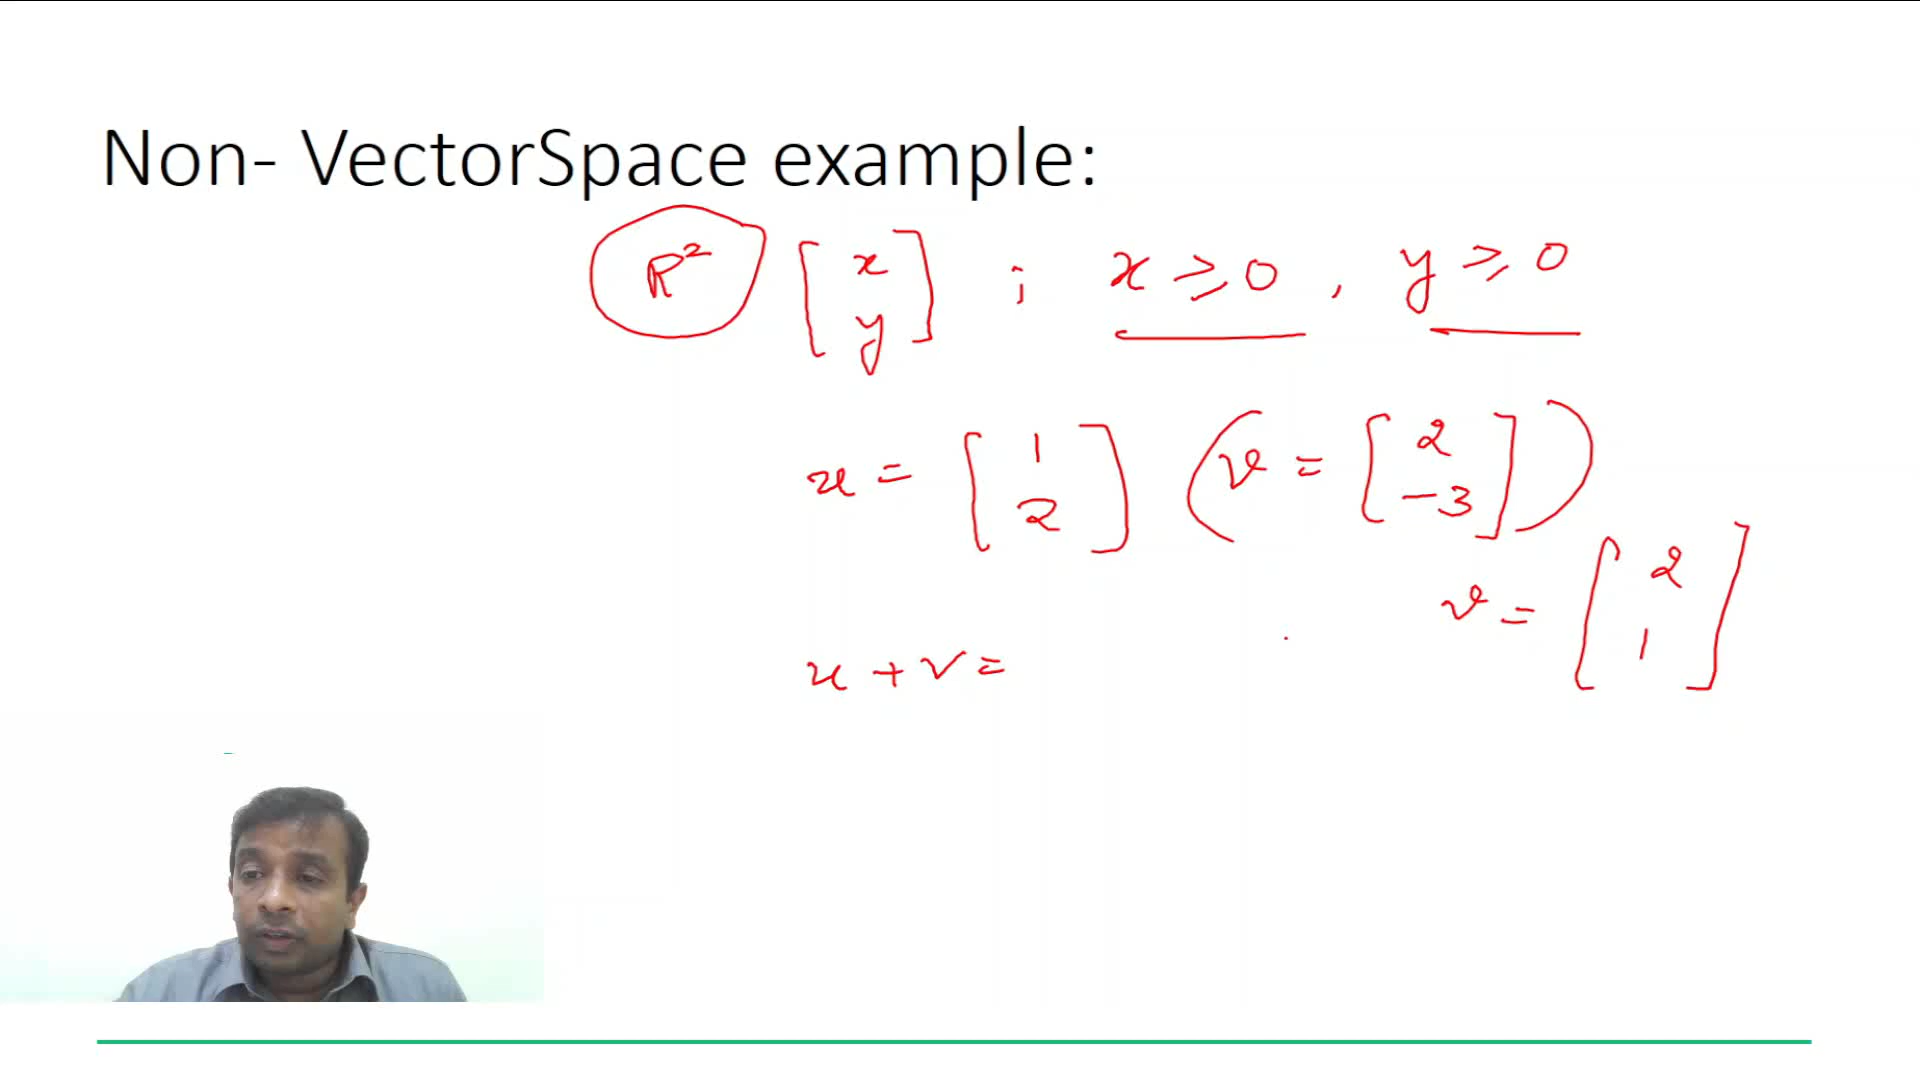 Non- VectorSpace example:
R² [x y] ; x ≥ 0 , y ≥ 0
u = [1 2] (v = [2 -3])
v = [2 1]
u + v =